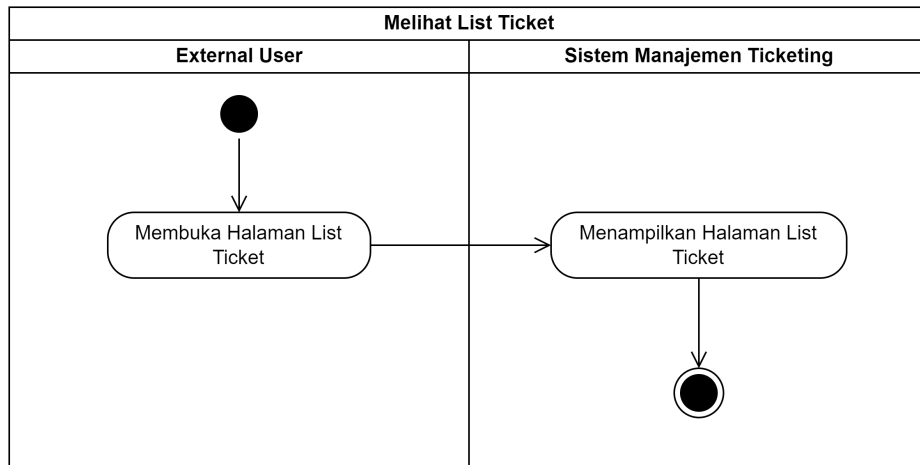 Melihat List Ticket
External User
Sistem Manajemen Ticketing
Membuka Halaman List
Ticket
Menampilkan Halaman List
Ticket